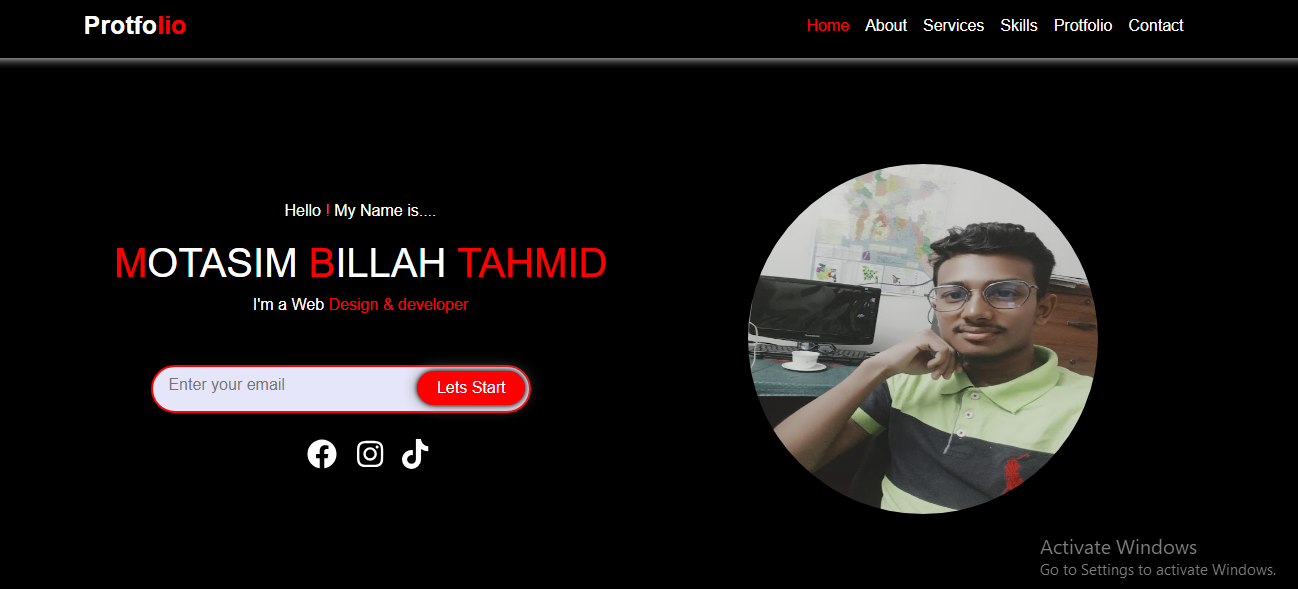 Protfolio
Home About Services Skills Protfolio Contact
Hello ! My Name is....
MOTASIM BILLAH TAHMID
I'm a Web Design & developer
Enter your email
Lets Start
Activate Windows
Go to Settings to activate Windows.